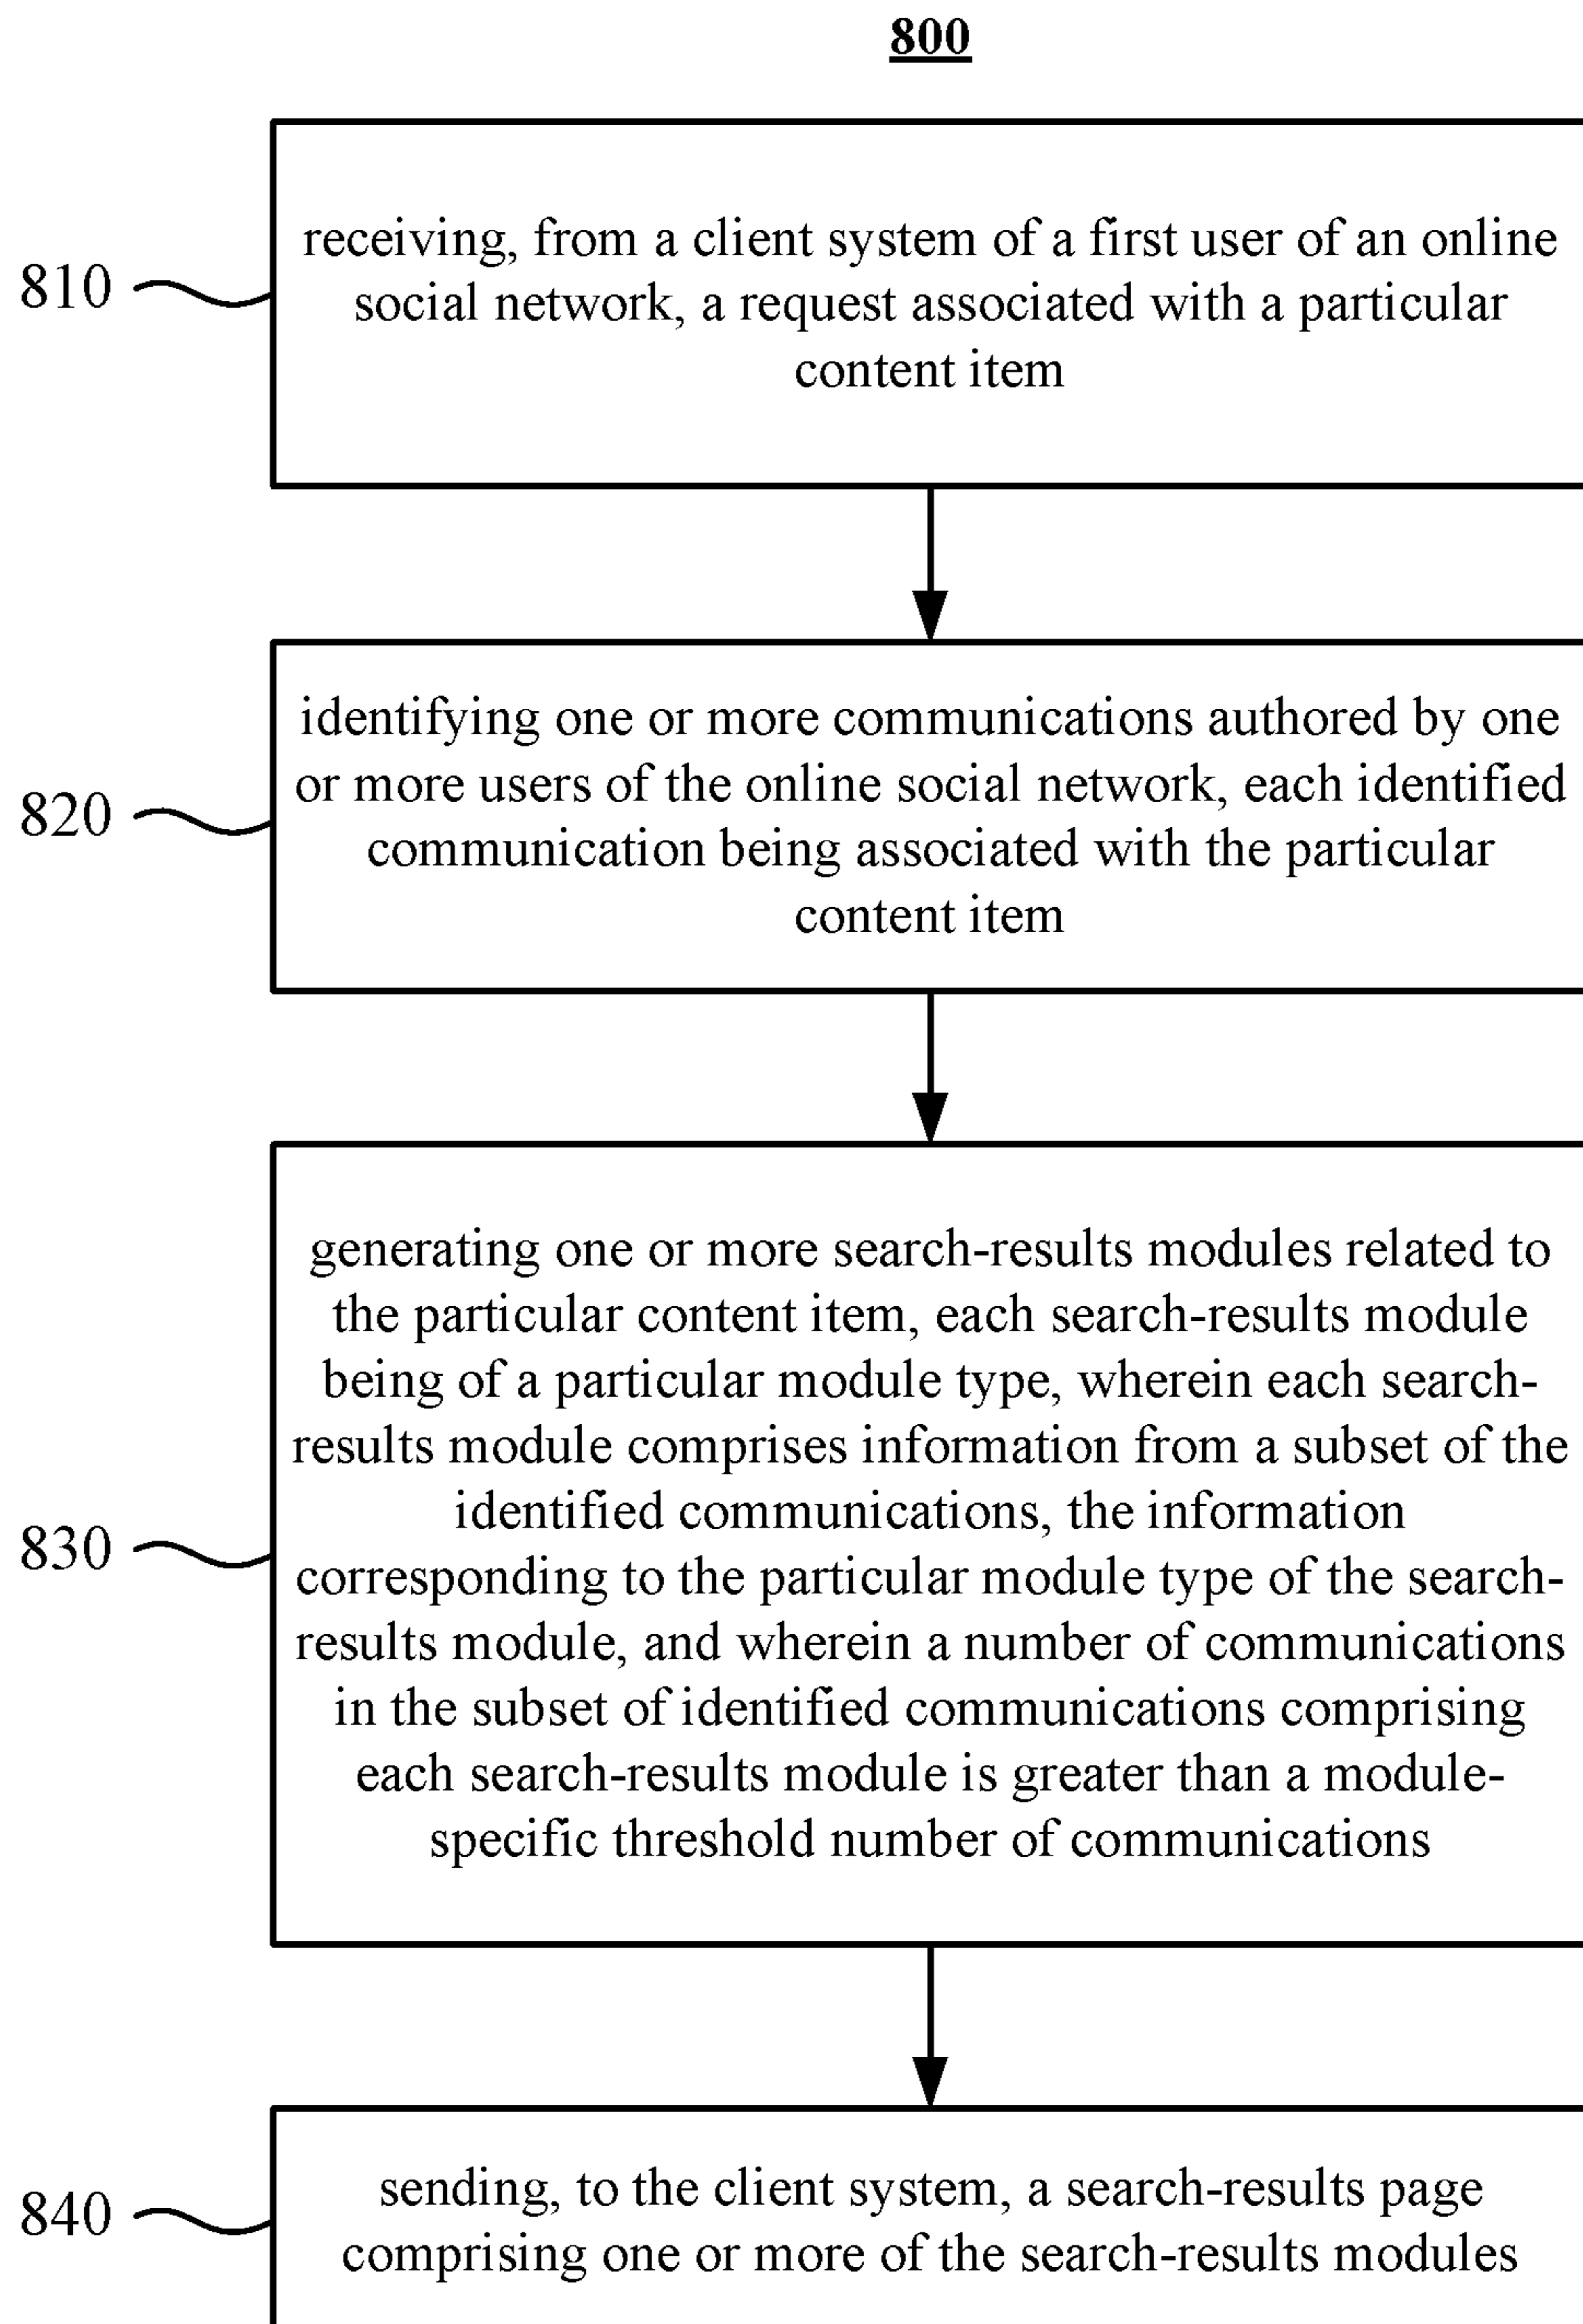 800
810
receiving, from a client system of a first user of an online
social network, a request associated with a particular
content item
820
identifying one or more communications authored by one
or more users of the online social network, each identified
communication being associated with the particular
content item
830
generating one or more search-results modules related to
the particular content item, each search-results module
being of a particular module type, wherein each search-
results module comprises information from a subset of the
identified communications, the information
corresponding to the particular module type of the search-
results module, and wherein a number of communications
in the subset of identified communications comprising
each search-results module is greater than a module-
specific threshold number of communications
840
sending, to the client system, a search-results page
comprising one or more of the search-results modules